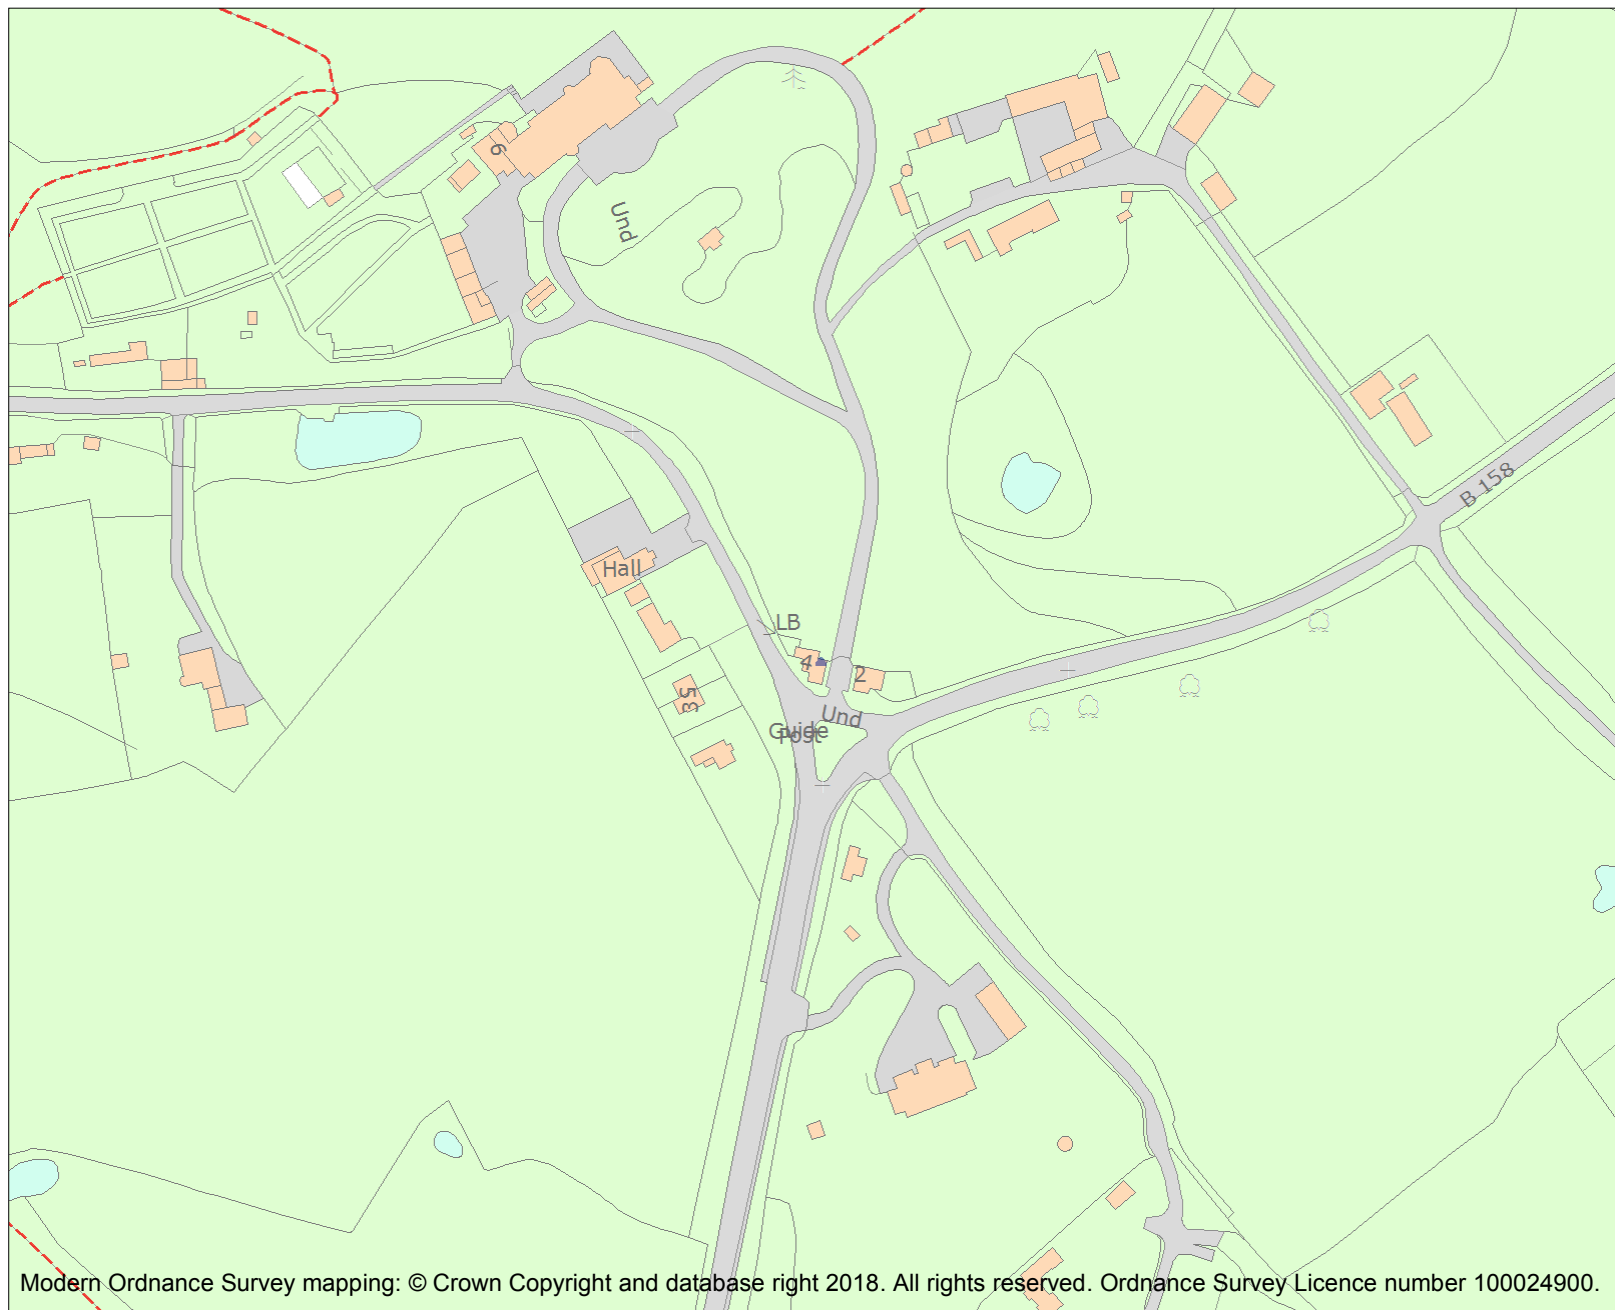 6
Und
B 158
Hall
LB
4
2
53
Und
Guide
Post
Modern Ordnance Survey mapping: © Crown Copyright and database right 2018. All rights reserved. Ordnance Survey Licence number 100024900.